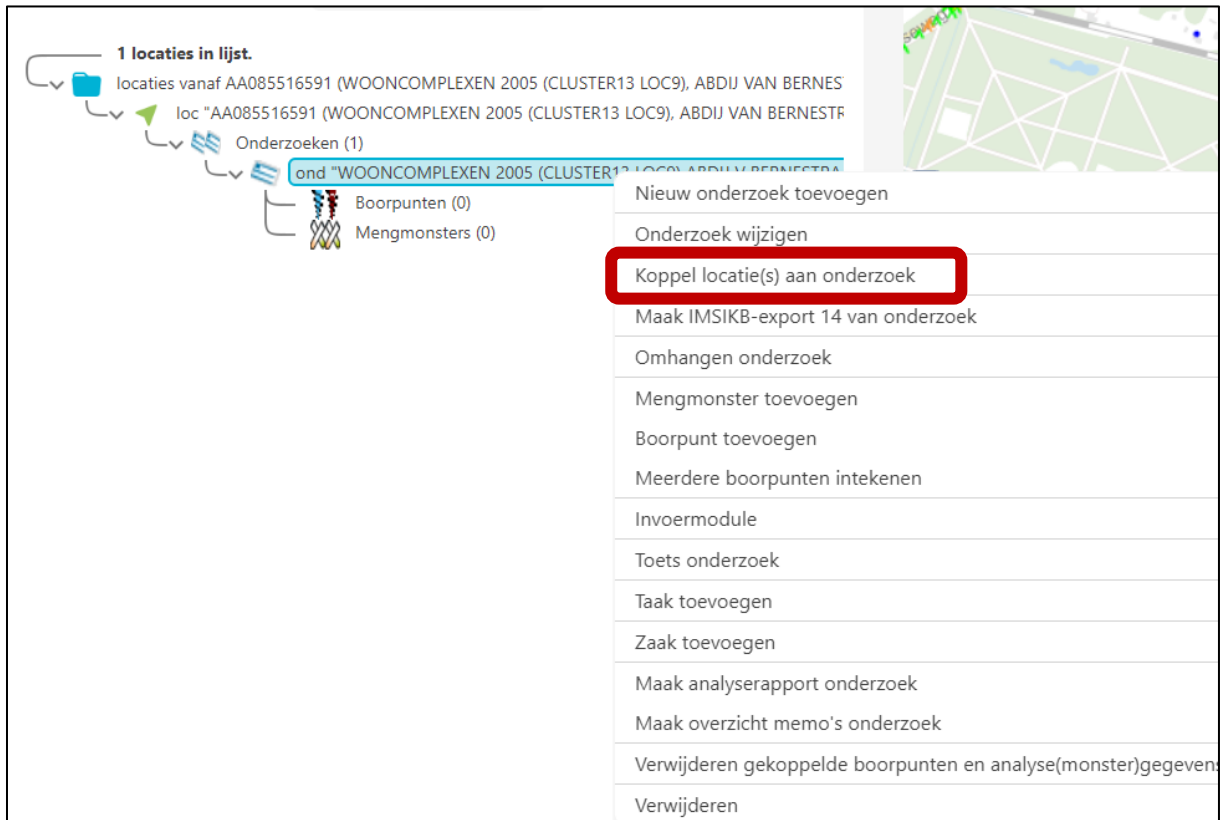 1 locaties in lijst.
locaties vanaf AA085516591 (WOONCOMPLEXEN 2005 (CLUSTER13 LOC9), ABDIJ VAN BERNES
loc "AA085516591 (WOONCOMPLEXEN 2005 (CLUSTER13 LOC9), ABDIJ VAN BERNESTR
Onderzoeken (1)
ond "WOONCOMPLEXEN 2005 (CLUSTER13 LOC9) ABDIJ V BERNESTRA
Boorpunten (0)
Mengmonsters (0)
Nieuw onderzoek toevoegen
Onderzoek wijzigen
Koppel locatie(s) aan onderzoek
Maak IMSIKB-export 14 van onderzoek
Omhangen onderzoek
Mengmonster toevoegen
Boorpunt toevoegen
Meerdere boorpunten intekenen
Invoermodule
Toets onderzoek
Taak toevoegen
Zaak toevoegen
Maak analyserapport onderzoek
Maak overzicht memo's onderzoek
Verwijderen gekoppelde boorpunten en analyse(monster)gegevens
Verwijderen